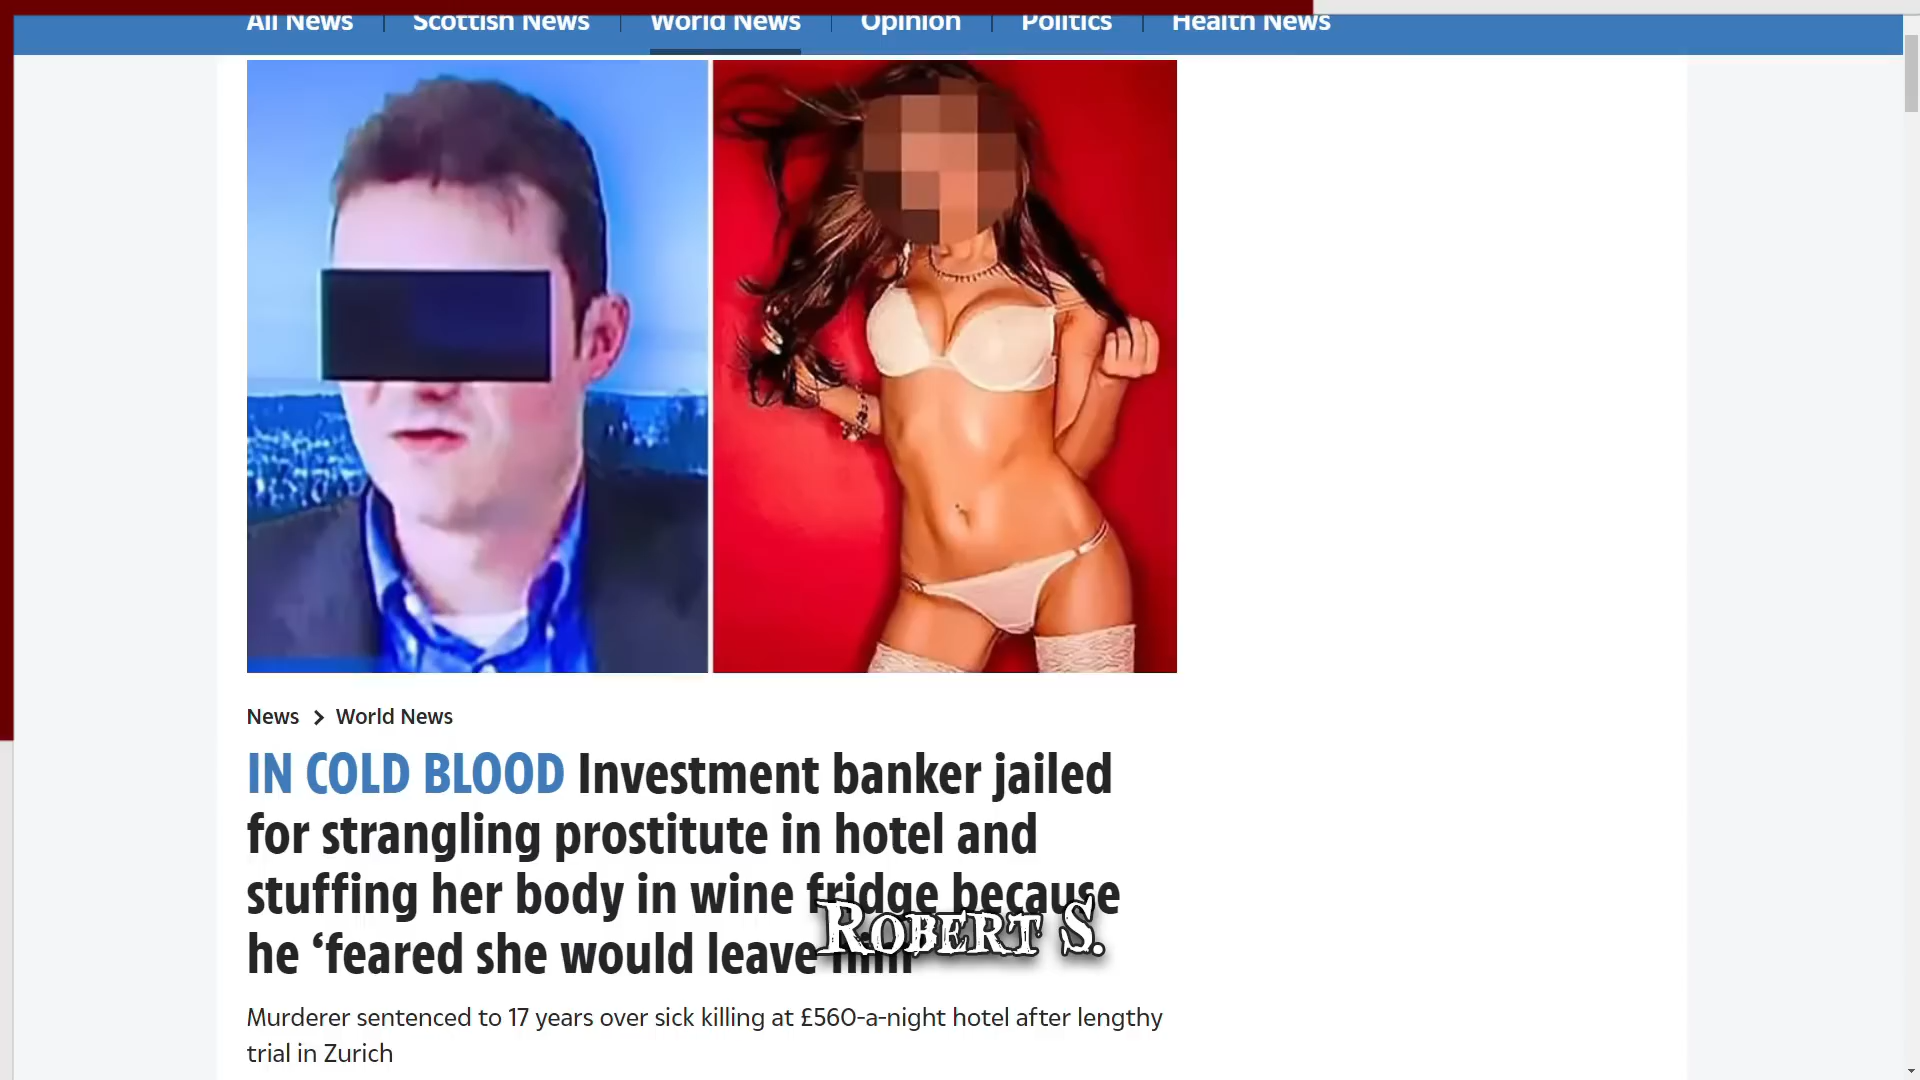 All News
Scottish News
World News
Opinion
Politics
Health News
News
World News
IN COLD BLOOD Investment banker jailed
for strangling prostitute in hotel and
stuffing her body in wine fridge because
he ‘feared she would leave him’
ROBERT S.
Murderer sentenced to 17 years over sick killing at £560-a-night hotel after lengthy
trial in Zurich